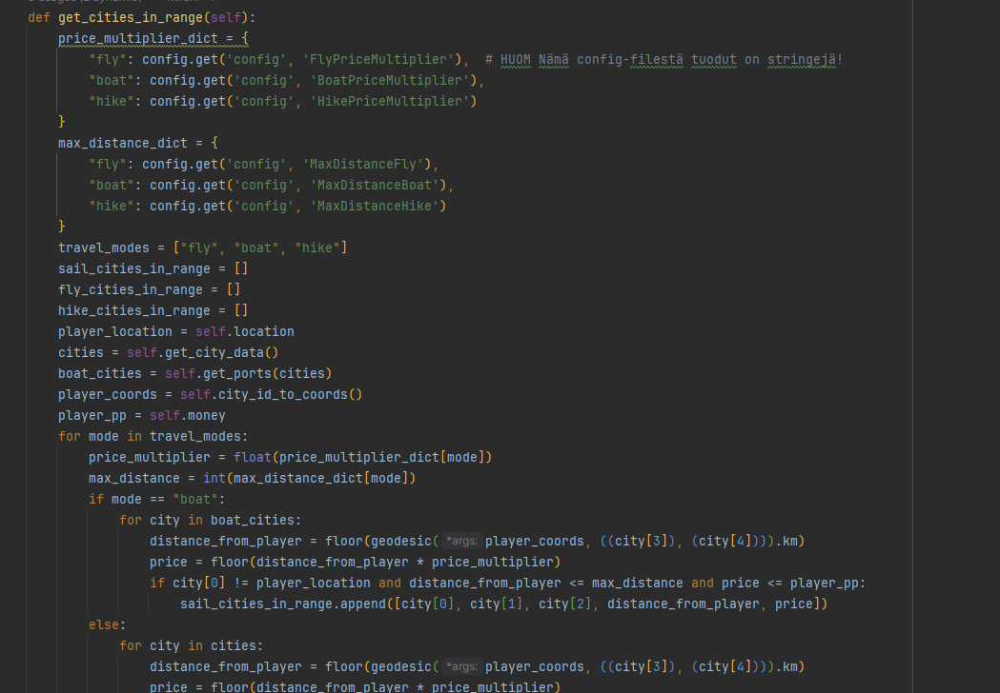 def get_cities_in_range(self):
    price_multiplier_dict = {
        "fly": config.get('config', 'FlyPriceMultiplier'),  # HUOM Nämä config-filestä tuodut on stringejä!
        "boat": config.get('config', 'BoatPriceMultiplier'),
        "hike": config.get('config', 'HikePriceMultiplier')
    }
    max_distance_dict = {
        "fly": config.get('config', 'MaxDistanceFly'),
        "boat": config.get('config', 'MaxDistanceBoat'),
        "hike": config.get('config', 'MaxDistanceHike')
    }
    travel_modes = ["fly", "boat", "hike"]
    sail_cities_in_range = []
    fly_cities_in_range = []
    hike_cities_in_range = []
    player_location = self.location
    cities = self.get_city_data()
    boat_cities = self.get_ports(cities)
    player_coords = self.city_id_to_coords()
    player_pp = self.money
    for mode in travel_modes:
        price_multiplier = float(price_multiplier_dict[mode])
        max_distance = int(max_distance_dict[mode])
        if mode == "boat":
            for city in boat_cities:
                distance_from_player = floor(geodesic( *args: player_coords, ((city[3]), (city[4]))).km)
                price = floor(distance_from_player * price_multiplier)
                if city[0] != player_location and distance_from_player <= max_distance and price <= player_pp:
                    sail_cities_in_range.append([city[0], city[1], city[2], distance_from_player, price])
        else:
            for city in cities:
                distance_from_player = floor(geodesic( *args: player_coords, ((city[3]), (city[4]))).km)
                price = floor(distance_from_player * price_multiplier)